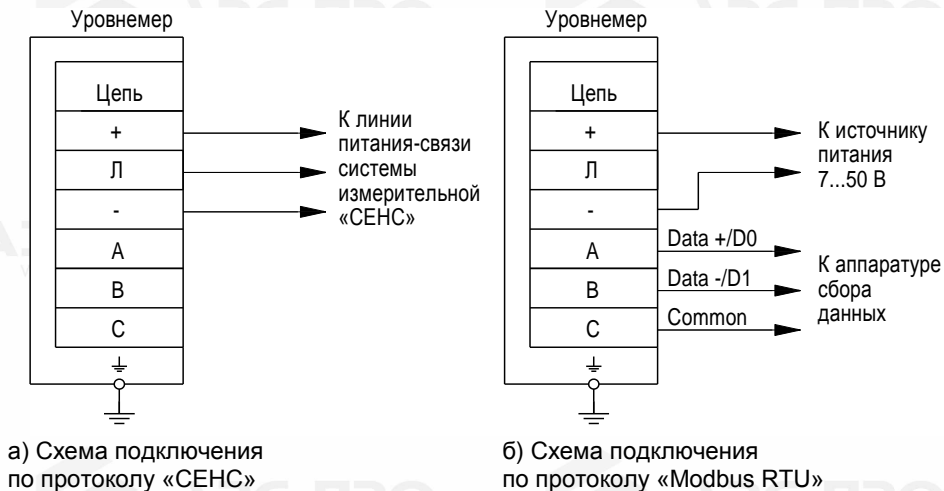 Уровнемер
Цепь
+
Л
-
А
В
С
К линии
питания-связи
системы
измерительной
«СЕНС»
а) Схема подключения
по протоколу «СЕНС»
Уровнемер
Цепь
+
Л
-
А
В
С
Data +/D0
Data -/D1
Common
К источнику
питания
7...50 В
К аппаратуре
сбора
данных
б) Схема подключения
по протоколу «Modbus RTU»